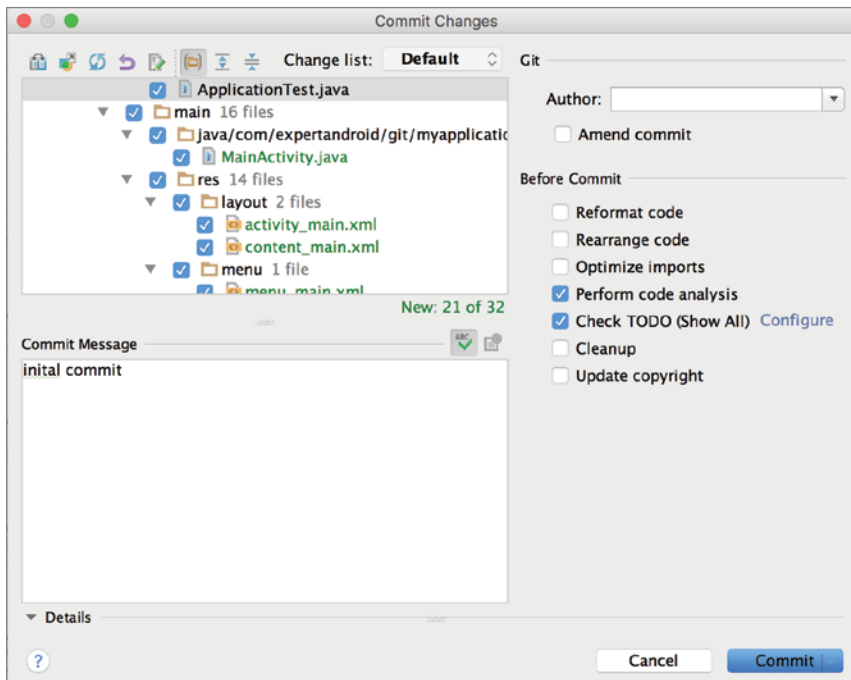 Commit Changes
Change list: Default
ApplicationTest.java
main 16 files
java/com/expertandroid/git/myapplicatic
MainActivity.java
res 14 files
layout 2 files
activity_main.xml
content_main.xml
menu 1 file
menu_main.xml
New: 21 of 32
Commit Message
ABC
inital commit
Git
Author:
Amend commit
Before Commit
Reformat code
Rearrange code
Optimize imports
Perform code analysis
Check TODO (Show All) Configure
Cleanup
Update copyright
Details
?
Cancel
Commit